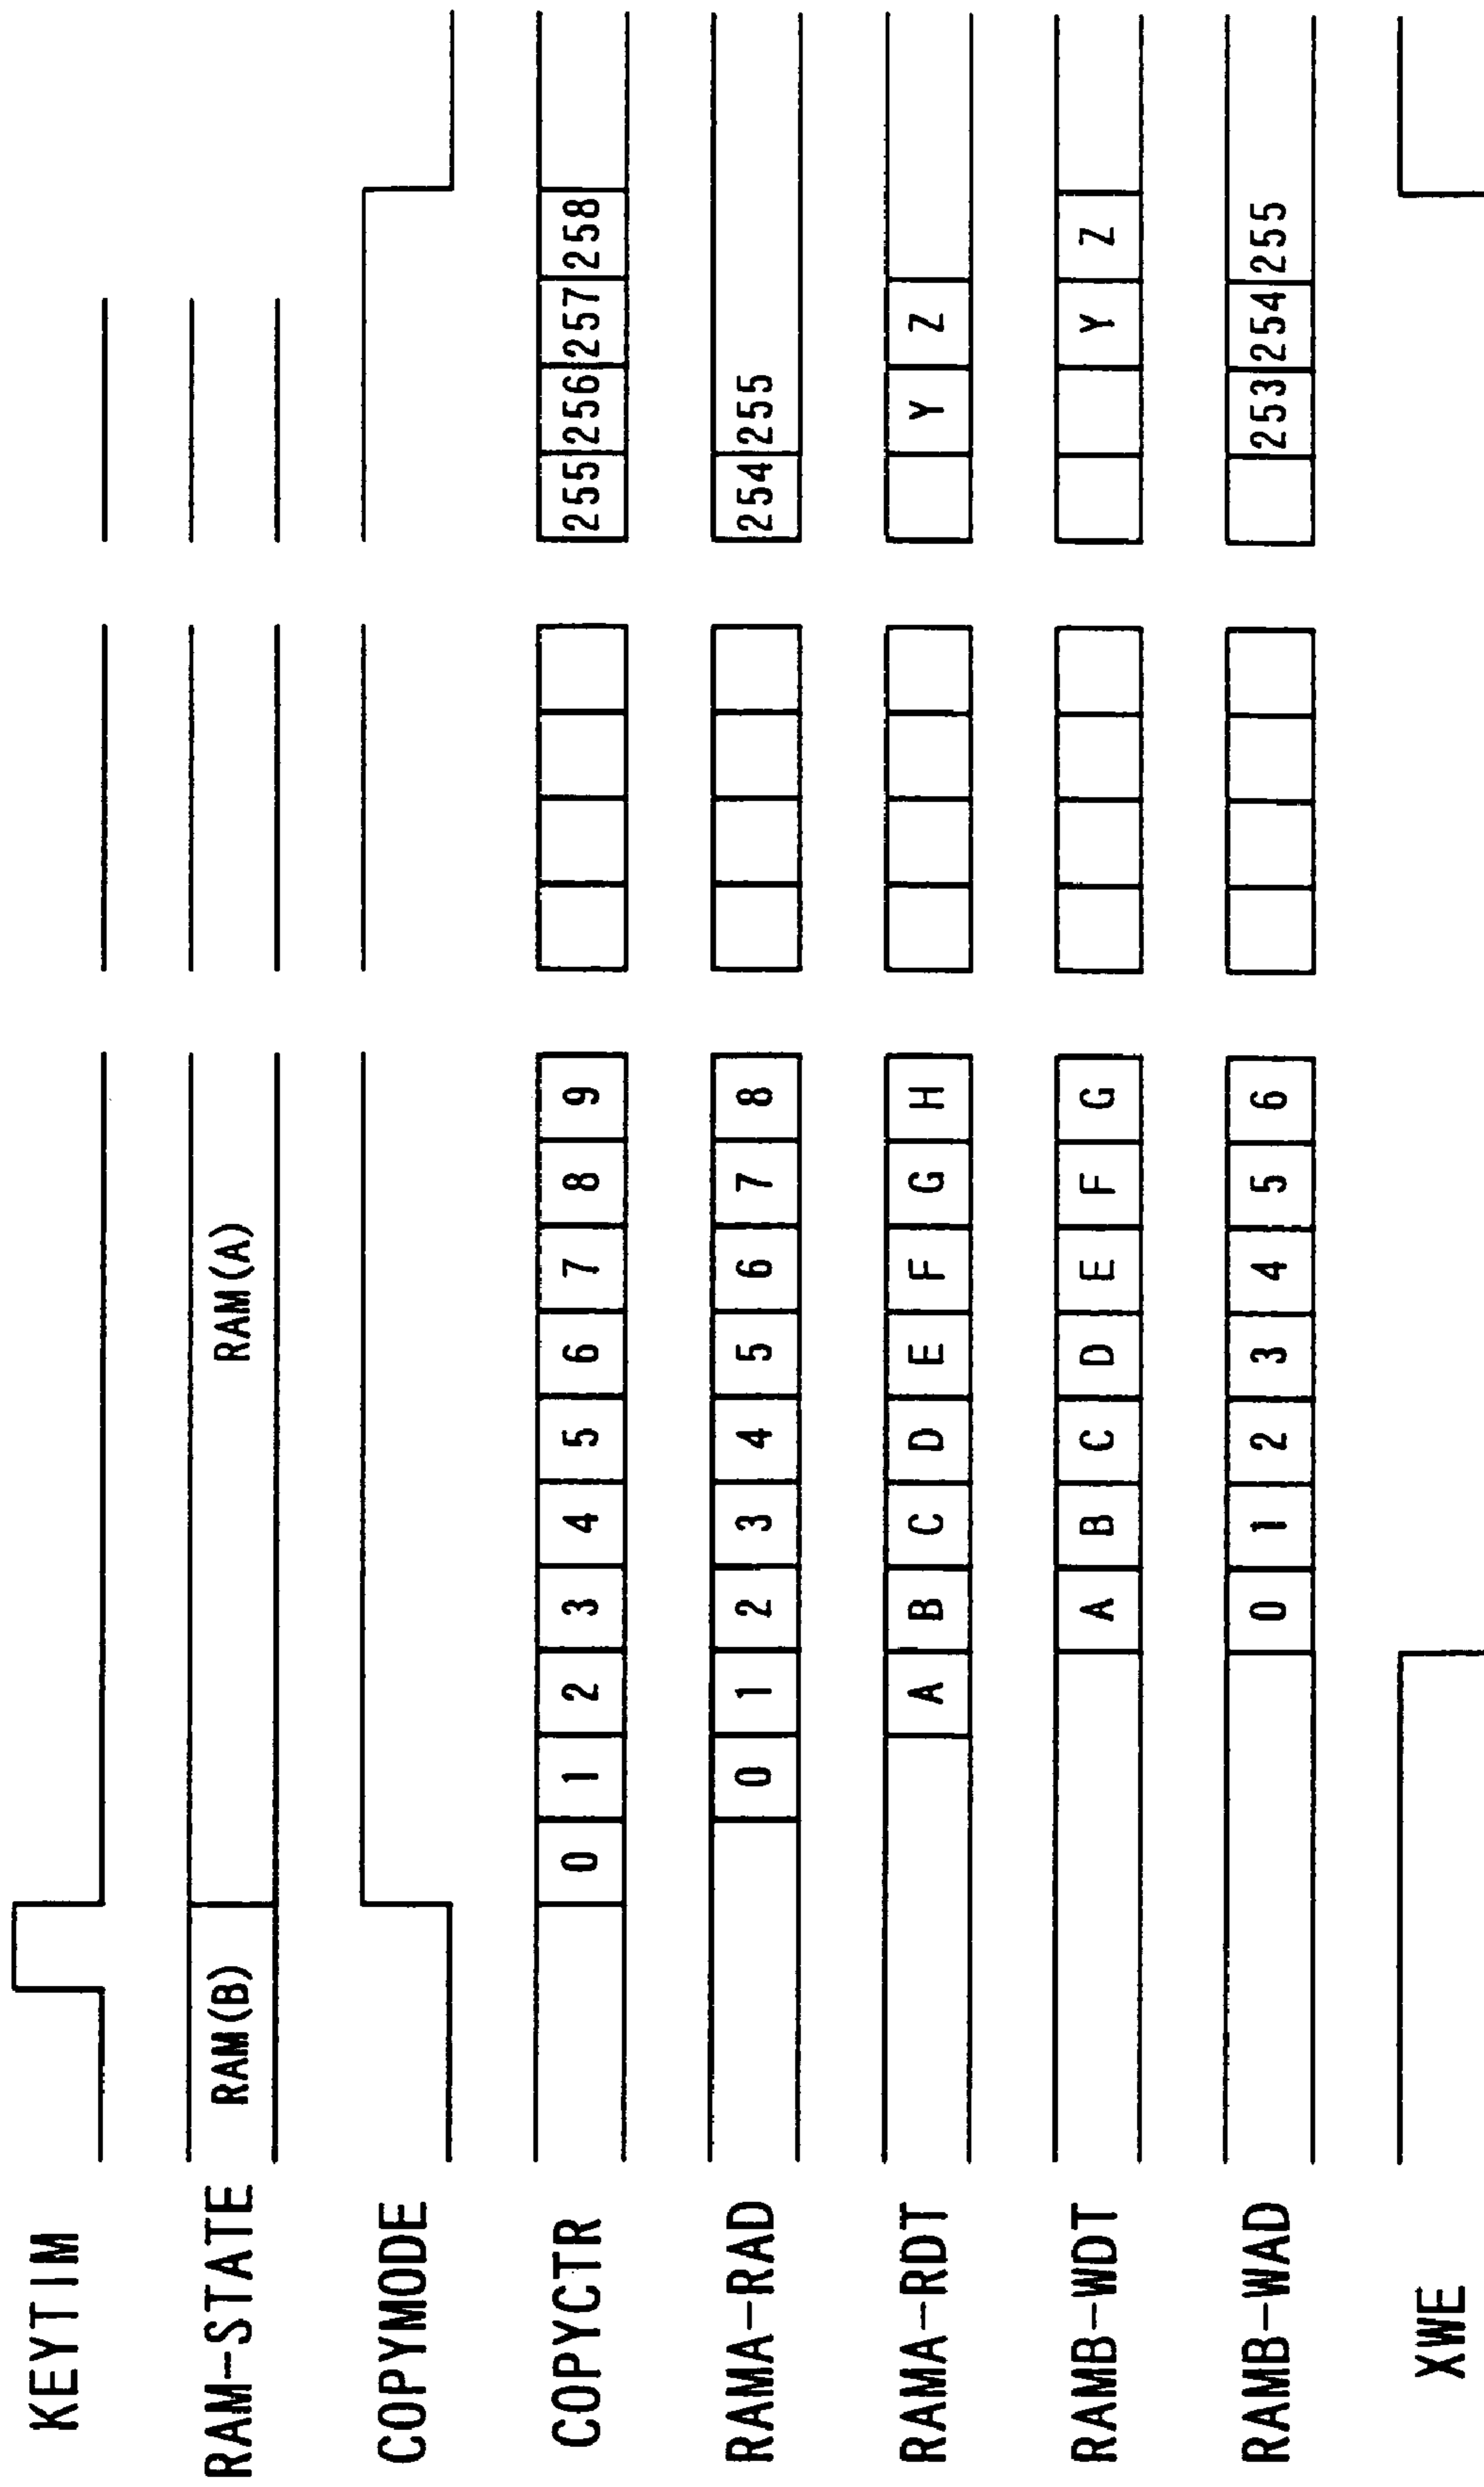 KEYTIM
RAM-STATE RAM(B) RAM(A)
COPYMODE
COPYCTR 0 1 2 3 4 5 6 7 8 9 255 256 257 258
RAMA-RAD 0 1 2 3 4 5 6 7 8 254 255
RAMA-RDT A B C D E F G H Y Z
RAMB-WDT A B C D E F G Y Z
RAMB-WAD 0 1 2 3 4 5 6 253 254 255
XWE